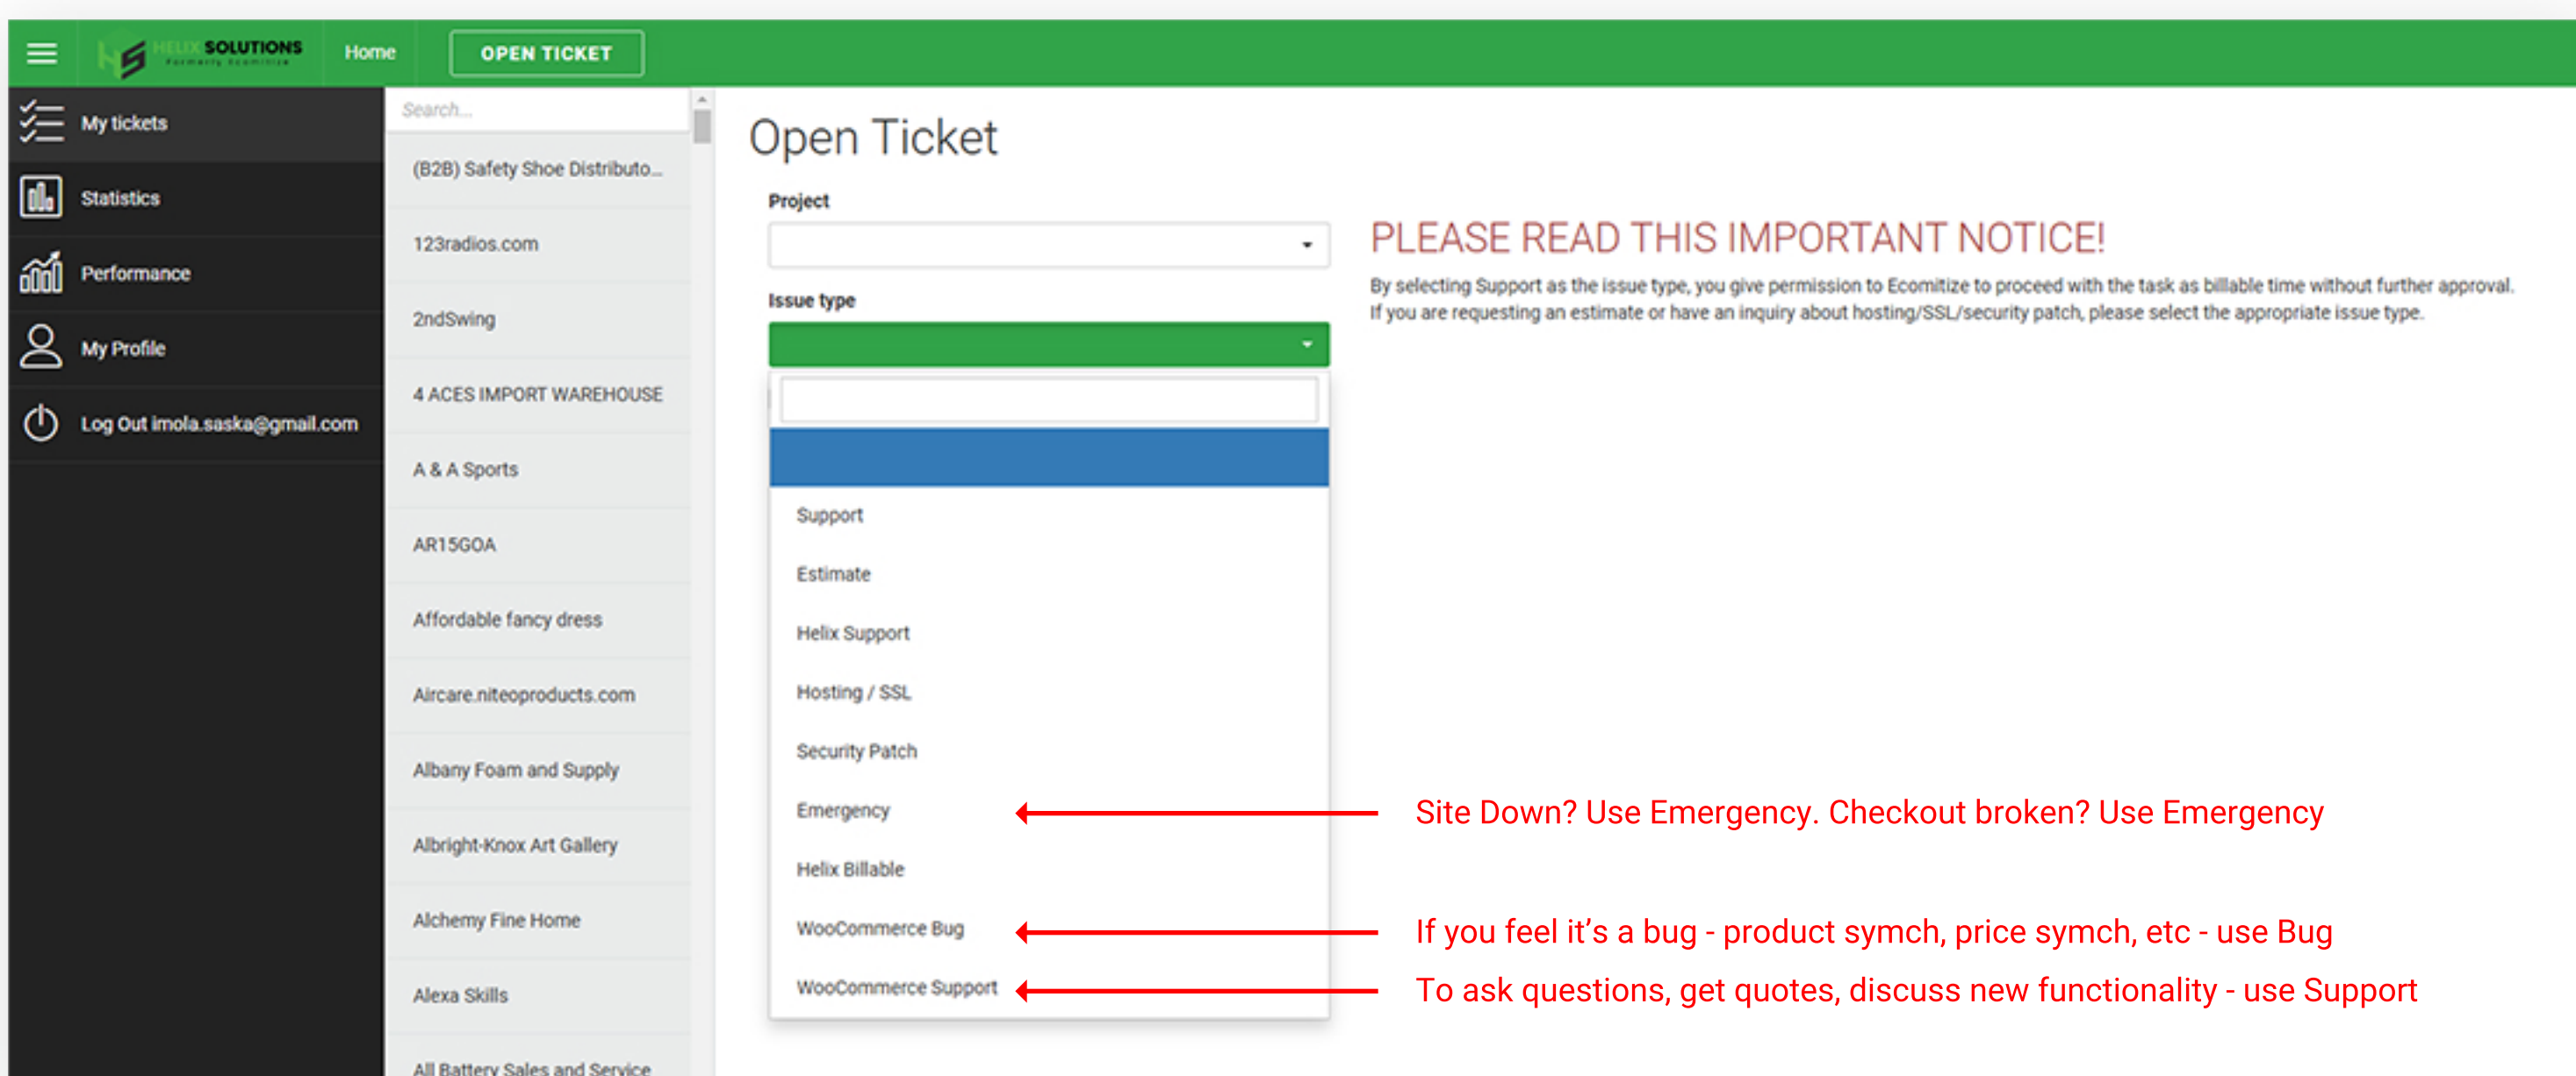 HELIX SOLUTIONS
Formerly Ecomitize
Home
OPEN TICKET
My tickets
Statistics
Performance
My Profile
Log Out imola.saska@gmail.com
Search...
(B2B) Safety Shoe Distributo...
123radios.com
2ndSwing
4 ACES IMPORT WAREHOUSE
A & A Sports
AR15GOA
Affordable fancy dress
Aircare.niteoproducts.com
Albany Foam and Supply
Albright-Knox Art Gallery
Alchemy Fine Home
Alexa Skills
All Battery Sales and Service
Open Ticket
Project
Issue type
Support
Estimate
Helix Support
Hosting / SSL
Security Patch
Emergency
Helix Billable
WooCommerce Bug
WooCommerce Support
PLEASE READ THIS IMPORTANT NOTICE!
By selecting Support as the issue type, you give permission to Ecomitize to proceed with the task as billable time without further approval.
If you are requesting an estimate or have an inquiry about hosting/SSL/security patch, please select the appropriate issue type.
Site Down? Use Emergency. Checkout broken? Use Emergency
If you feel it’s a bug - product symch, price symch, etc - use Bug
To ask questions, get quotes, discuss new functionality - use Support